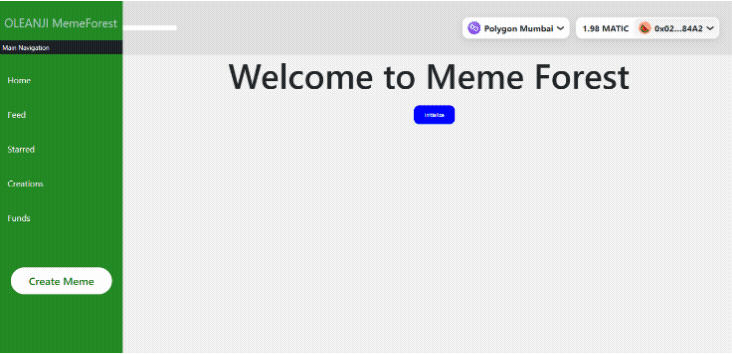 OLEANJI MemeForest
Polygon Mumbai
1.98 MATIC
0x02...84A2
Main Navigation
Welcome to Meme Forest
Initialize
Home
Feed
Starred
Creations
Funds
Create Meme